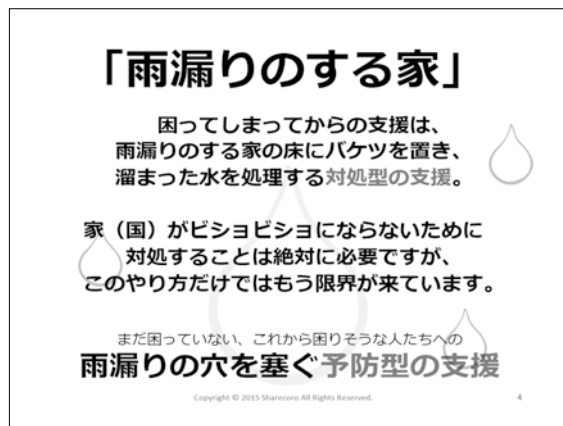 「雨漏りのする家」
困ってしまってからの支援は、
雨漏りのする家の床にバケツを置き、
溜まった水を処理する対処型の支援。
家（国）がビショビショにならないために
対処することは絶対に必要ですが、
このやり方だけではもう限界が来ています。
まだ困っていない、これから困りそうな人たちへの
雨漏りの穴を塞ぐ予防型の支援
Copyright © 2015 Sharecoro All Rights Reserved.
4